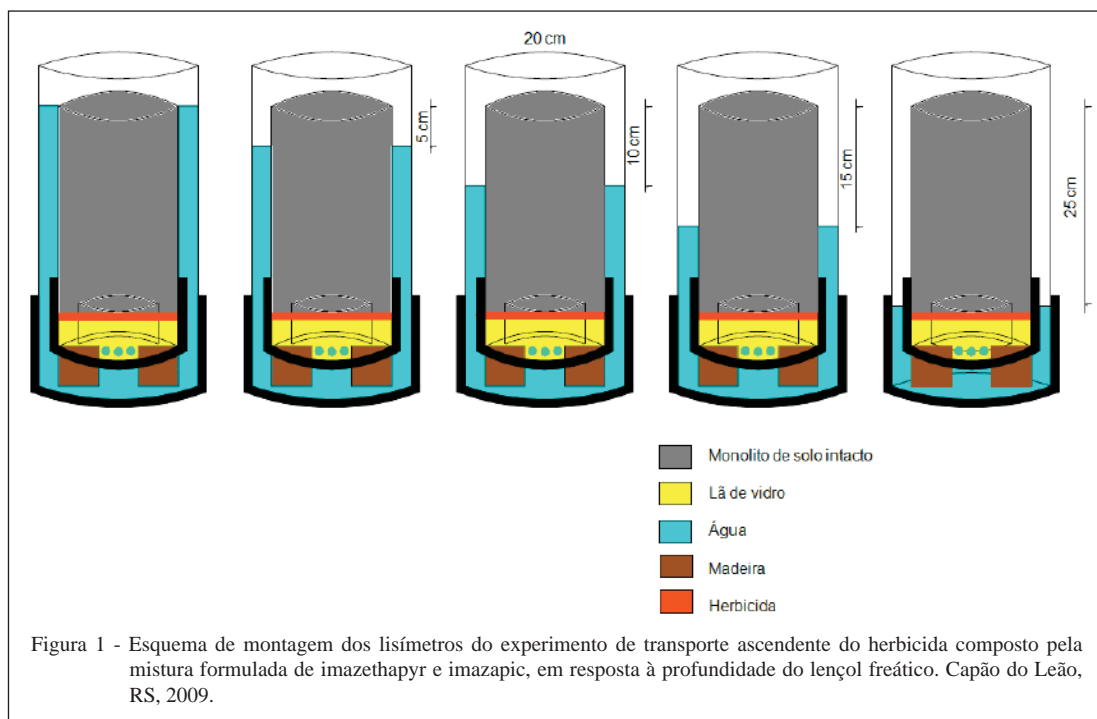 20 cm
5 cm
10 cm
15 cm
25 cm
Monolito de solo intacto
Lã de vidro
Água
Madeira
Herbicida
Figura 1 - Esquema de montagem dos lisímetros do experimento de transporte ascendente do herbicida composto pela
mistura formulada de imazethapyr e imazapic, em resposta à profundidade do lençol freático. Capão do Leão,
RS, 2009.